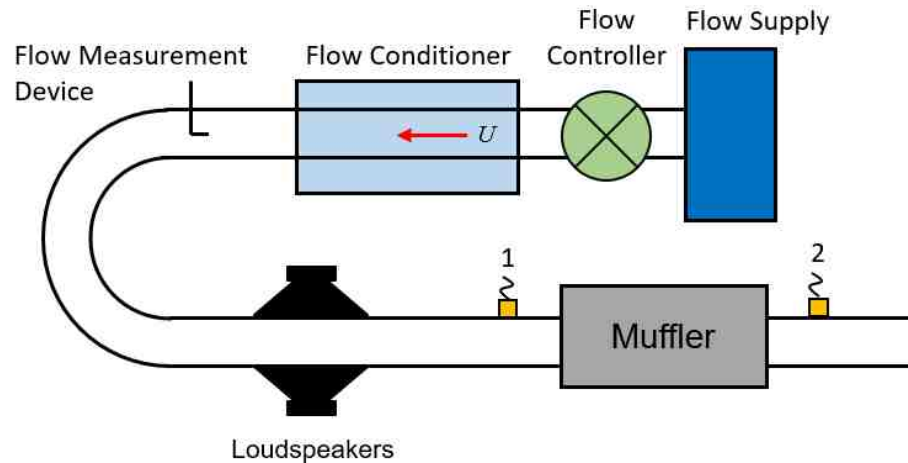 Flow Measurement
Device
Flow Conditioner
Flow
Controller
Flow Supply
U
1
2
Muffler
Loudspeakers